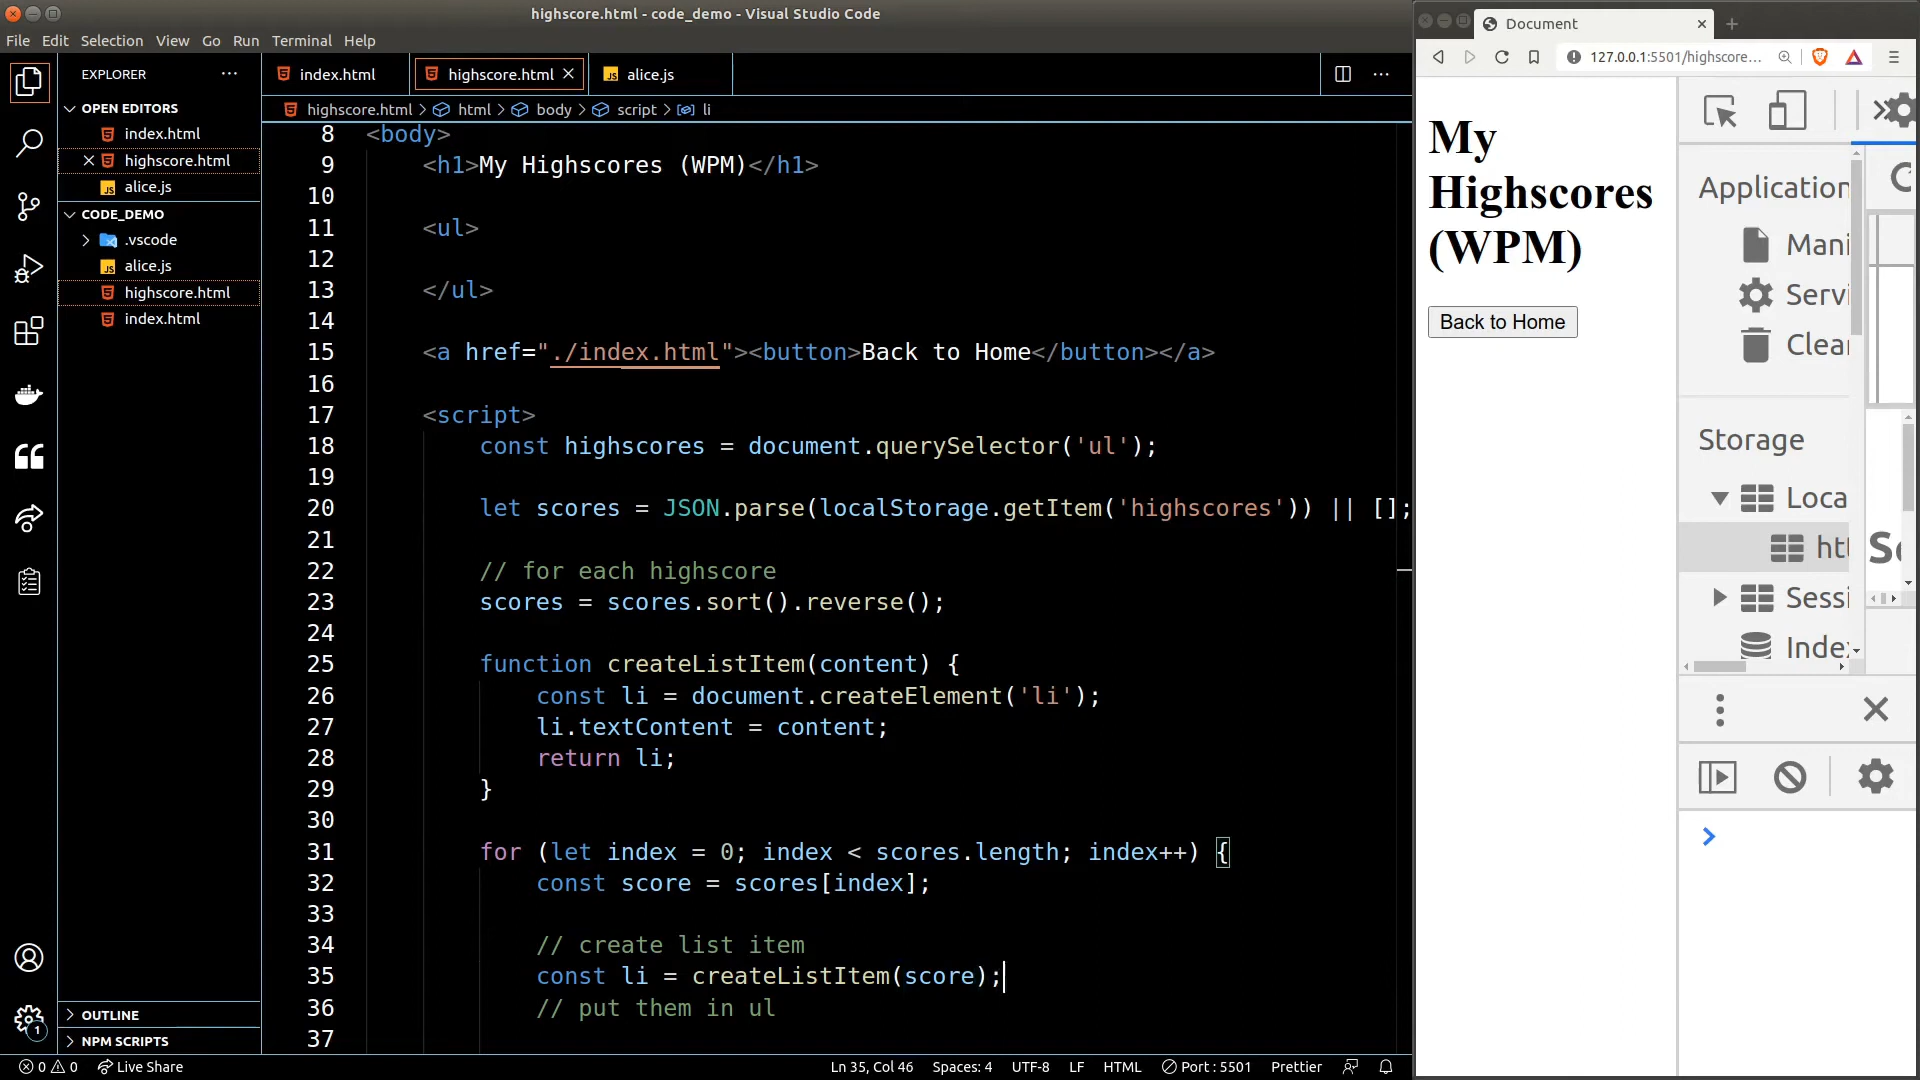 highscore.html - code_demo - Visual Studio Code
File Edit Selection View Go Run Terminal Help
EXPLORER
OPEN EDITORS
index.html
highscore.html
alice.js
CODE_DEMO
.vscode
alice.js
highscore.html
index.html
OUTLINE
NPM SCRIPTS
1
index.html highscore.html alice.js
highscore.html > html > body > script > li
8 <body>
9 <h1>My Highscores (WPM)</h1>
10
11 <ul>
12
13 </ul>
14
15 <a href="./index.html"><button>Back to Home</button></a>
16
17 <script>
18 const highscores = document.querySelector('ul');
19
20 let scores = JSON.parse(localStorage.getItem('highscores')) || [];
21
22 // for each highscore
23 scores = scores.sort().reverse();
24
25 function createListItem(content) {
26 const li = document.createElement('li');
27 li.textContent = content;
28 return li;
29 }
30
31 for (let index = 0; index < scores.length; index++) {
32 const score = scores[index];
33
34 // create list item
35 const li = createListItem(score);
36 // put them in ul
37
0 0 Live Share
Ln 35, Col 46 Spaces: 4 UTF-8 LF HTML Port : 5501 Prettier
Document
127.0.0.1:5501/highscore...
My
Highscores
(WPM)
Back to Home
Application
Mani
Servi
Clear
Storage
Loca
htt
Sessi
Index